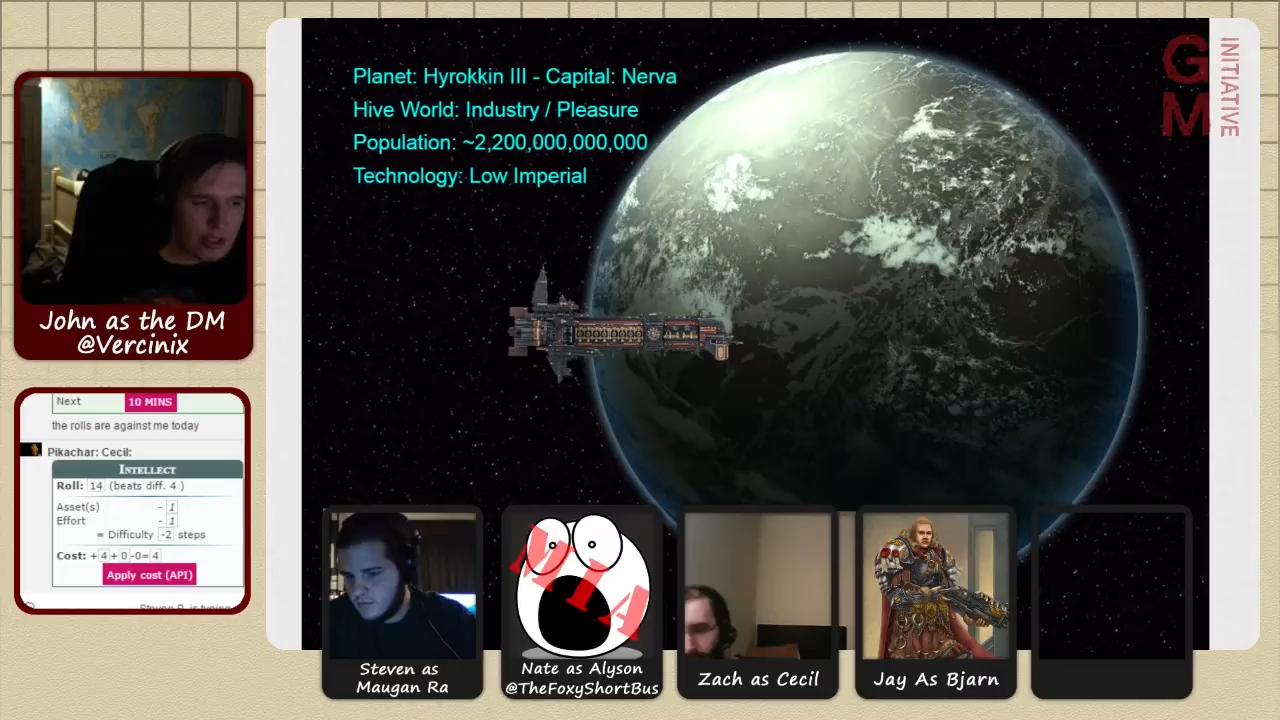 Planet: Hyrokkin III - Capital: Nerva
Hive World: Industry / Pleasure
Population: ~2,200,000,000,000
Technology: Low Imperial
GM
INITIATIVE
John as the DM
@Vercinix
Next 10 MINS
the rolls are against me today
Pikachar: Cecil:
INTELLECT
Roll: 14 (beats diff. 4 )
Asset(s) - 1
Effort - 1
= Difficulty -2 steps
Cost: +4+0-0=4
Apply cost (API)
Steven R. is typing
MIA
Steven as
Maugan Ra
Nate as Alyson
@TheFoxyShortBus
Zach as Cecil
Jay As Bjarn